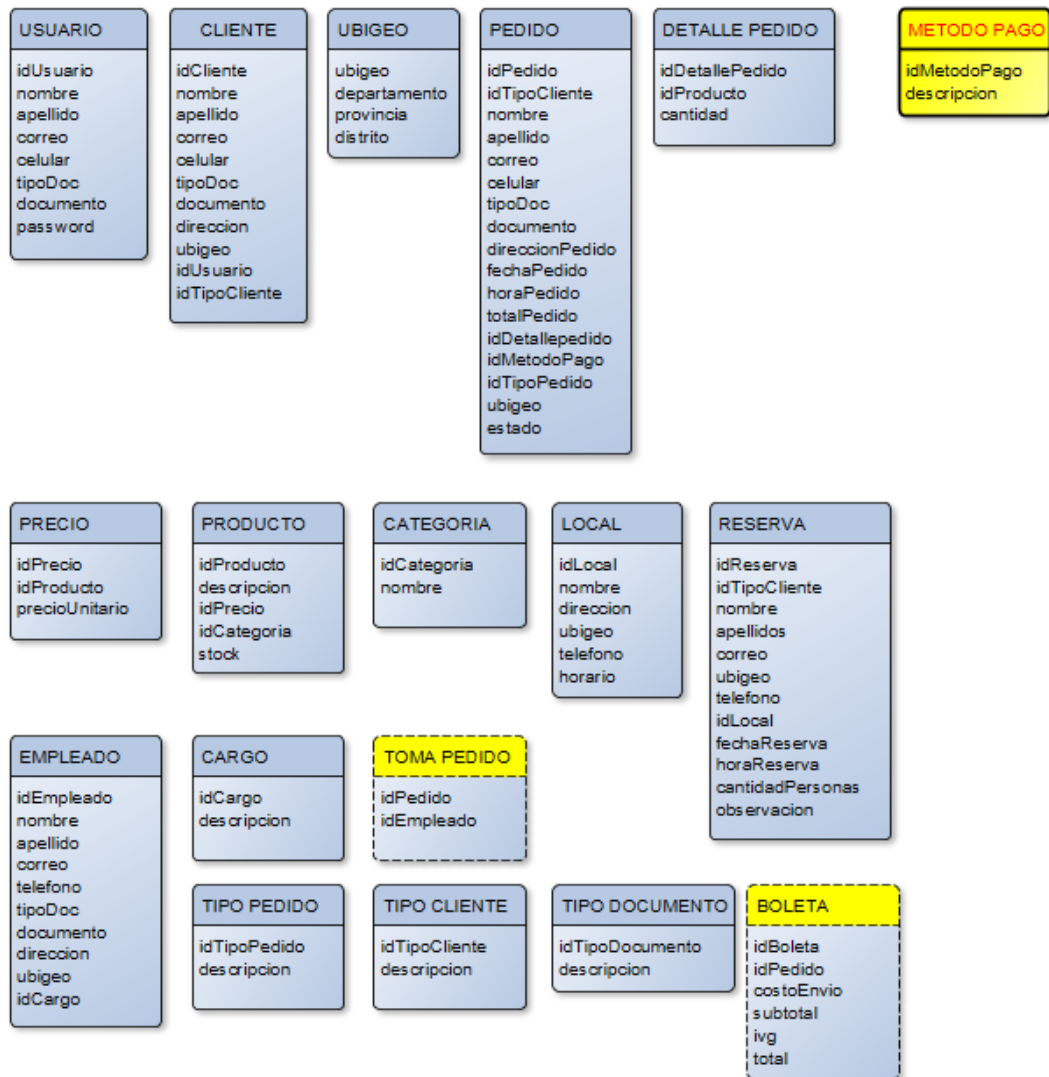 USUARIO
idUsuario
nombre
apellido
correo
celular
tipoDoc
documento
password
CLIENTE
idCliente
nombre
apellido
correo
celular
tipoDoc
documento
direccion
ubigeo
idUsuario
idTipoCliente
UBIGEO
ubigeo
departamento
provincia
distrito
PEDIDO
idPedido
idTipoCliente
nombre
apellido
correo
celular
tipoDoc
documento
direccionPedido
fechaPedido
horaPedido
totalPedido
idDetallepedido
idMetodoPago
idTipoPedido
ubigeo
estado
DETALLE PEDIDO
idDetallePedido
idProducto
cantidad
METODO PAGO
idMetodoPago
descripcion
PRECIO
idPrecio
idProducto
precioUnitario
PRODUCTO
idProducto
descripcion
idPrecio
idCategoria
stock
CATEGORIA
idCategoria
nombre
LOCAL
idLocal
nombre
direccion
ubigeo
telefono
horario
RESERVA
idReserva
idTipoCliente
nombre
apellidos
correo
ubigeo
telefono
idLocal
fechaReserva
horaReserva
cantidadPersonas
observacion
EMPLEADO
idEmpleado
nombre
apellido
correo
telefono
tipoDoc
documento
direccion
ubigeo
idCargo
CARGO
idCargo
descripcion
TOMA PEDIDO
idPedido
idEmpleado
TIPO PEDIDO
idTipoPedido
descripcion
TIPO CLIENTE
idTipoCliente
descripcion
TIPO DOCUMENTO
idTipoDocumento
descripcion
BOLETA
idBoleta
idPedido
costoEnvio
subtotal
ivg
total